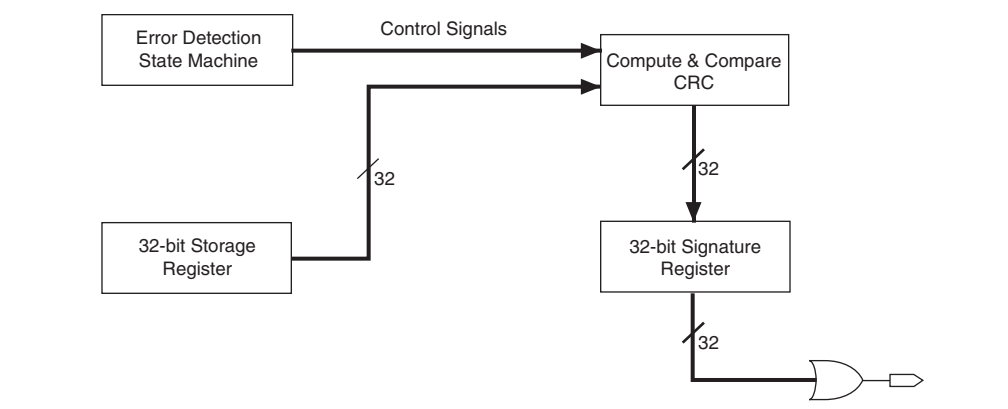 Error Detection
State Machine
Control Signals
Compute & Compare
CRC
32
32
32-bit Storage
Register
32-bit Signature
Register
32